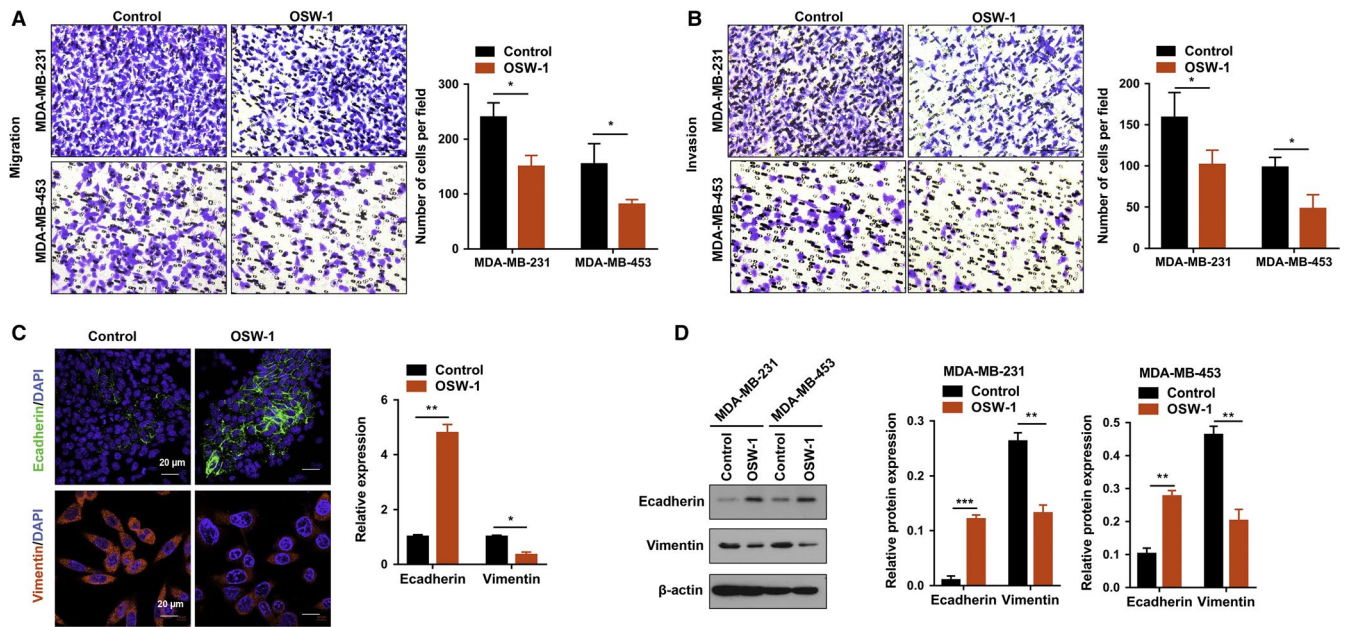 A
Control
OSW-1
Migration
MDA-MB-231
MDA-MB-453
Control
OSW-1
Number of cells per field
300
200
100
0
*
*
MDA-MB-231
MDA-MB-453
B
Control
OSW-1
Invasion
MDA-MB-231
MDA-MB-453
Control
OSW-1
Number of cells per field
200
150
100
50
0
*
*
MDA-MB-231
MDA-MB-453
C
Control
OSW-1
Ecadherin/DAPI
20 µm
Vimentin/DAPI
20 µm
Control
OSW-1
Relative expression
6
4
2
0
**
*
Ecadherin
Vimentin
D
MDA-MB-231
MDA-MB-453
Control
OSW-1
Control
OSW-1
Ecadherin
Vimentin
β-actin
MDA-MB-231
Control
OSW-1
Relative protein expression
0.3
0.2
0.1
0.0
***
**
Ecadherin Vimentin
MDA-MB-453
Control
OSW-1
Relative protein expression
0.5
0.4
0.3
0.2
0.1
0.0
**
**
Ecadherin Vimentin